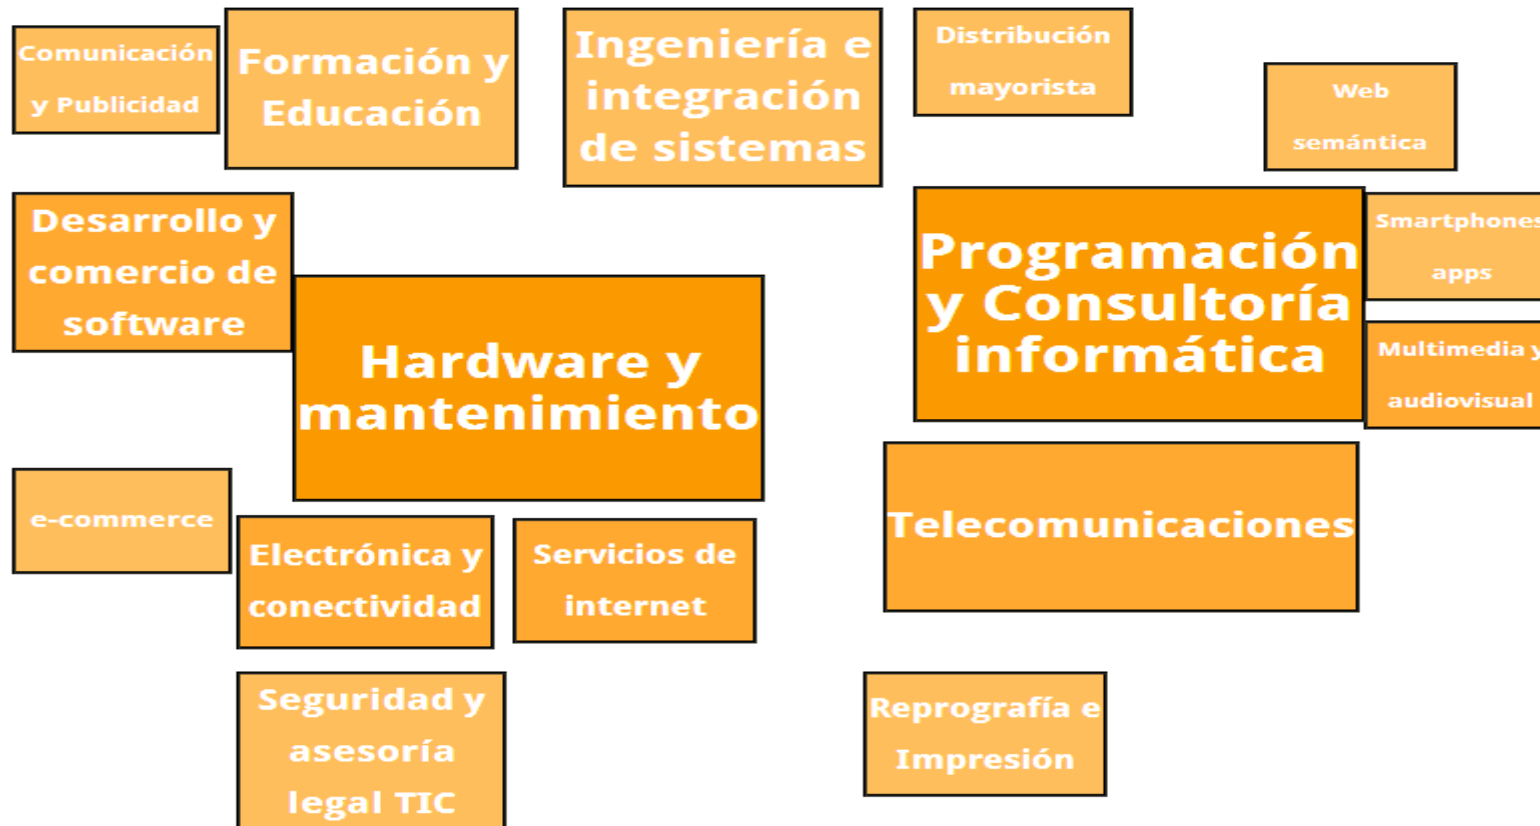 Comunicación
y Publicidad
Formación y
Educación
Ingeniería e
integración
de sistemas
Distribución
mayorista
Web
semántica
Desarrollo y
comercio de
software
Hardware y
mantenimiento
Programación
y Consultoría
informática
Smartphones
apps
Multimedia y
audiovisual
e-commerce
Electrónica y
conectividad
Servicios de
internet
Telecomunicaciones
Seguridad y
asesoría
legal TIC
Reprografía e
Impresión